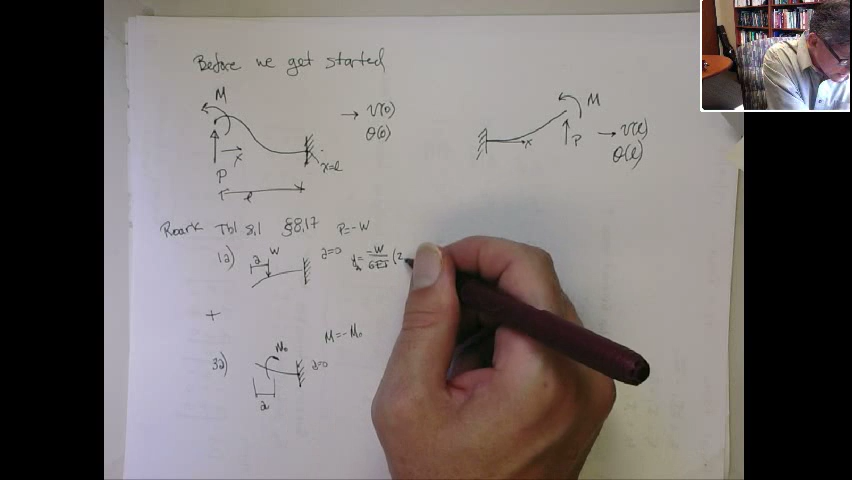 Before we get started
M
→ v(0)
θ(0)
x
x=l
P
l
M
→ v(l)
θ(l)
x
P
Roark Tbl 8.1 §8.17 P=-W
1a) a W a=0 y_A = -W/6EI (2
+
M=-M₀
3a) M₀ a=0
a